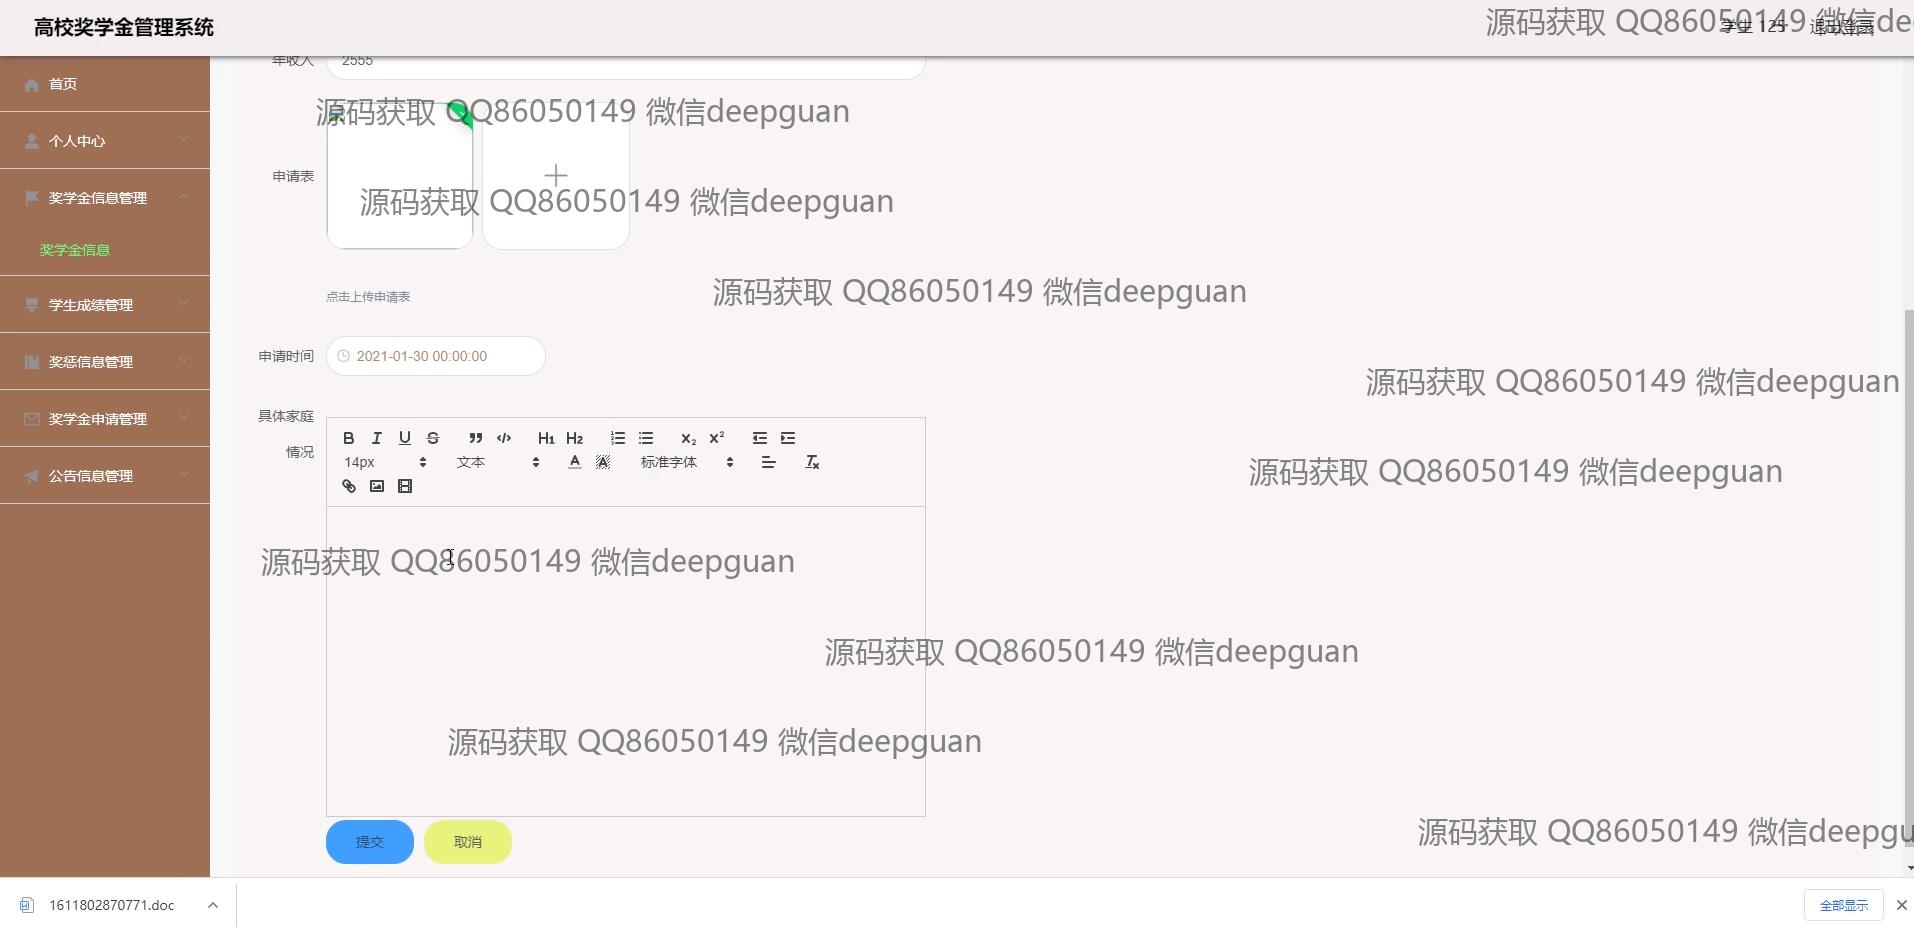 高校奖学金管理系统
源码获取 QQ86050149 微信de
学生 125
退出登录
首页
个人中心
奖学金信息管理
奖学金信息
学生成绩管理
奖惩信息管理
奖学金申请管理
公告信息管理
年收入 2555
源码获取 QQ86050149 微信deepguan
申请表
源码获取 QQ86050149 微信deepguan
点击上传申请表
源码获取 QQ86050149 微信deepguan
申请时间 2021-01-30 00:00:00
源码获取 QQ86050149 微信deepguan
具体家庭
情况
B I U S H1 H2 X2 X2
14px 文本 A A 标准字体 Tx
源码获取 QQ86050149 微信deepguan
源码获取 QQ86050149 微信deepguan
源码获取 QQ86050149 微信deepguan
源码获取 QQ86050149 微信deepguan
源码获取 QQ86050149 微信deepgu
提交 取消
1611802870771.doc
全部显示